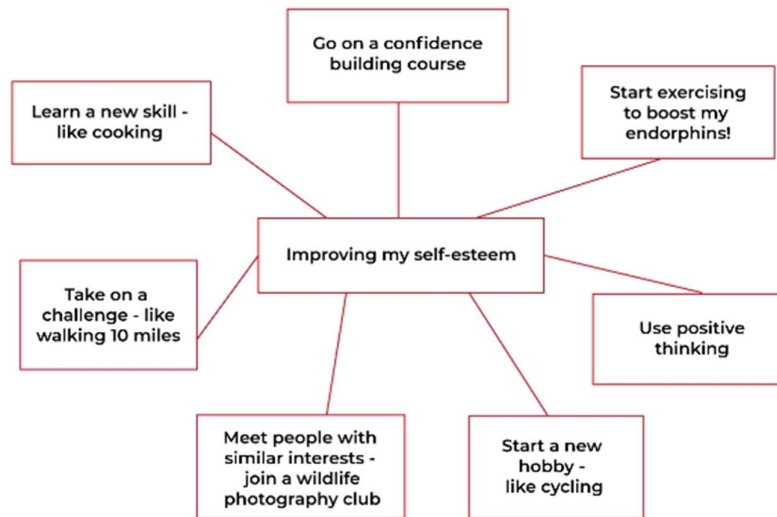 Go on a confidence
building course
Learn a new skill -
like cooking
Start exercising
to boost my
endorphins!
Improving my self-esteem
Take on a
challenge - like
walking 10 miles
Use positive
thinking
Meet people with
similar interests -
join a wildlife
photography club
Start a new
hobby -
like cycling